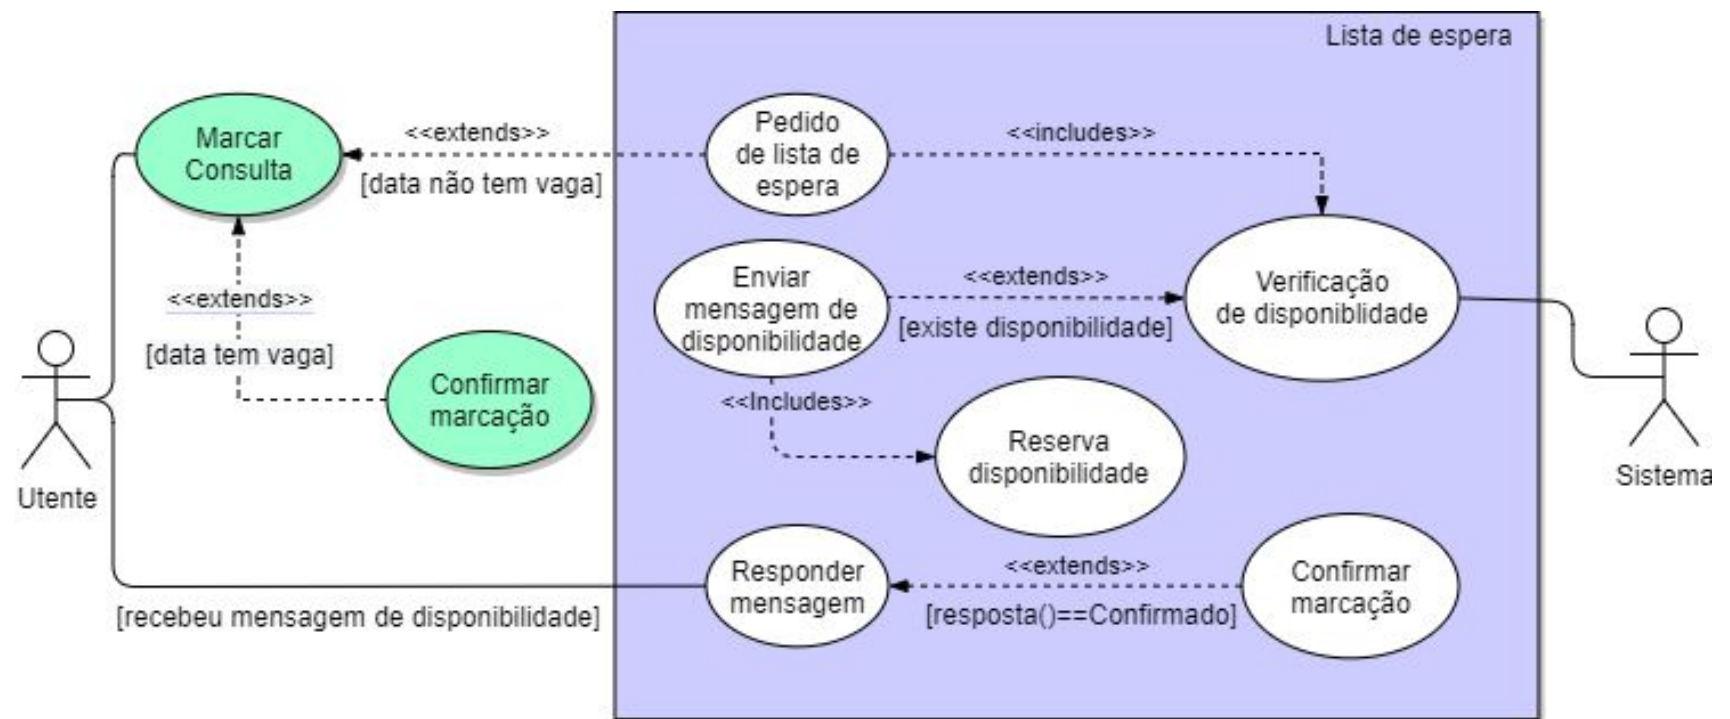 Lista de espera
Marcar
Consulta
<<extends>>
[data não tem vaga]
Pedido
de lista de
espera
<<includes>>
<<extends>>
[data tem vaga]
Confirmar
marcação
Enviar
mensagem de
disponibilidade
<<extends>>
[existe disponibilidade]
Verificação
de disponiblidade
<<Includes>>
Reserva
disponibilidade
Utente
Sistema
Responder
mensagem
[recebeu mensagem de disponibilidade]
<<extends>>
[resposta()==Confirmado]
Confirmar
marcação